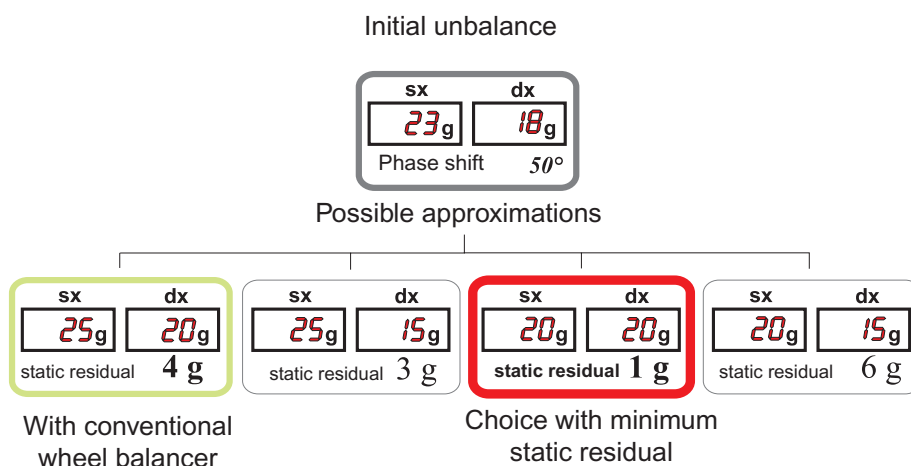 Initial unbalance
sx dx
23g 18g
Phase shift 50°
Possible approximations
sx dx
25g 20g
static residual 4 g
sx dx
25g 15g
static residual 3 g
sx dx
20g 20g
static residual 1 g
sx dx
20g 15g
static residual 6 g
With conventional
wheel balancer
Choice with minimum
static residual